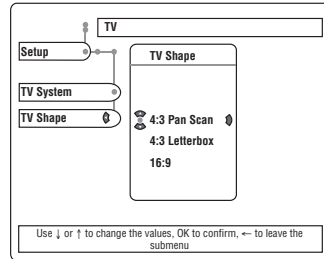 TV
Setup
TV Shape
TV System
TV Shape
4:3 Pan Scan
4:3 Letterbox
16:9
Use ↓ or ↑ to change the values, OK to confirm, ← to leave the
submenu